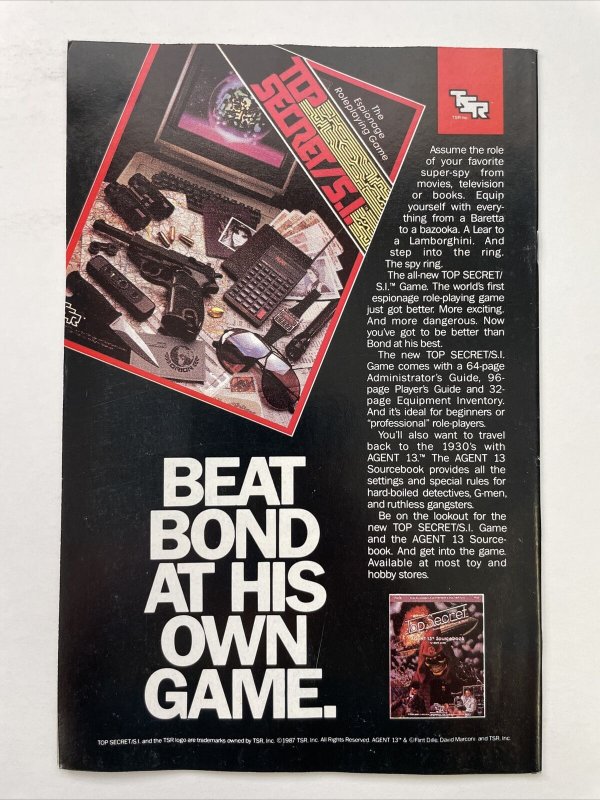 TOP
SECRET/S.I.
The
Espionage
Roleplaying Game
TSR
TSR Inc.
Assume the role
of your favorite
super-spy from
movies, television
or books. Equip
yourself with every-
thing from a Baretta
to a bazooka. A Lear to
a Lamborghini. And
step into the ring.
The spy ring.
The all-new TOP SECRET/
S.I.™ Game. The world's first
espionage role-playing game
just got better. More exciting.
And more dangerous. Now
you've got to be better than
Bond at his best.
The new TOP SECRET/S.I.
Game comes with a 64-page
Administrator's Guide, 96-
page Player's Guide and 32-
page Equipment Inventory.
And it's ideal for beginners or
"professional" role-players.
You'll also want to travel
back to the 1930's with
AGENT 13.™ The AGENT 13
Sourcebook provides all the
settings and special rules for
hard-boiled detectives, G-men,
and ruthless gangsters.
Be on the lookout for the
new TOP SECRET/S.I. Game
and the AGENT 13 Source-
book. And get into the game.
Available at most toy and
hobby stores.
TSR
ORION
BEAT
BOND
AT HIS
OWN
GAME.
Top Secret
Agent 13™ Sourcebook
TOP SECRET/S.I. and the TSR logo are trademarks owned by TSR, Inc. ©1987 TSR, Inc. All Rights Reserved. AGENT 13™ & ©Flint Dille, David Marconi and TSR, Inc.